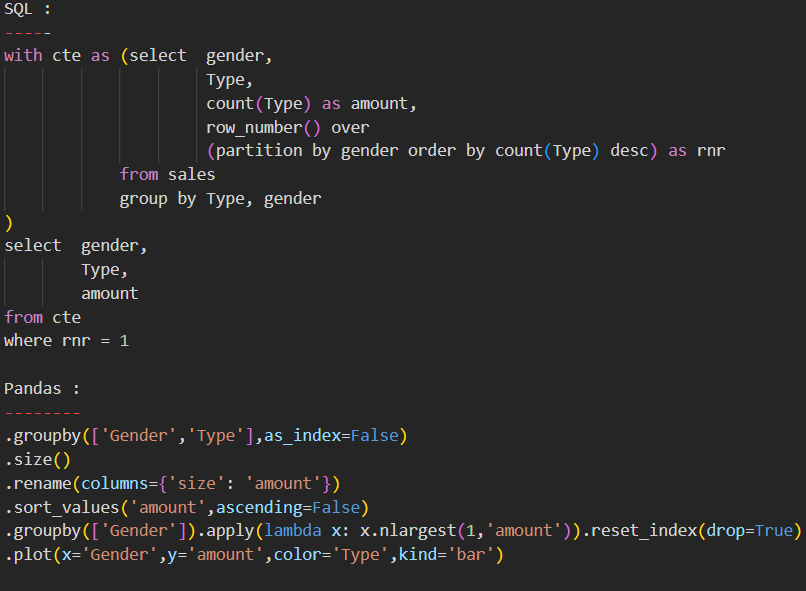 SQL :
-----
with cte as (select  gender,
Type,
count(Type) as amount,
row_number() over
(partition by gender order by count(Type) desc) as rnr
from sales
group by Type, gender
)
select  gender,
Type,
amount
from cte
where rnr = 1
Pandas :
--------
.groupby(['Gender','Type'],as_index=False)
.size()
.rename(columns={'size': 'amount'})
.sort_values('amount',ascending=False)
.groupby(['Gender']).apply(lambda x: x.nlargest(1,'amount')).reset_index(drop=True)
.plot(x='Gender',y='amount',color='Type',kind='bar')